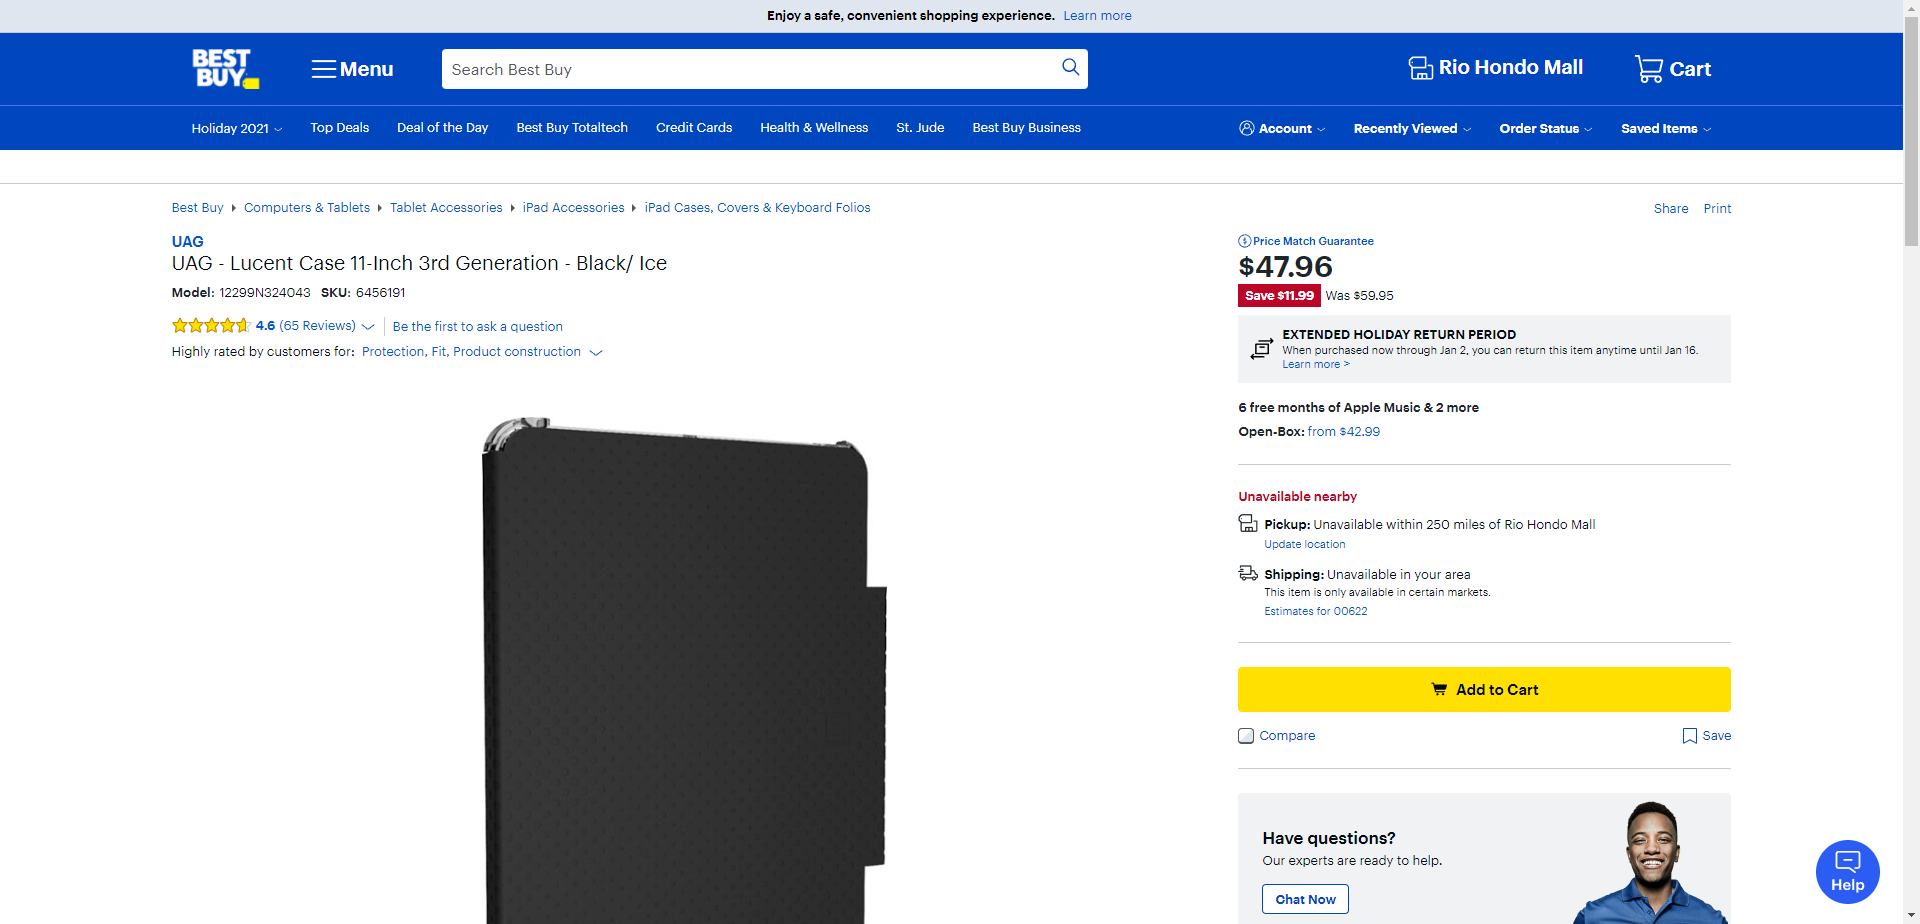 Enjoy a safe, convenient shopping experience. Learn more
BEST BUY
Menu
Search Best Buy
Rio Hondo Mall
Cart
Holiday 2021
Top Deals
Deal of the Day
Best Buy Totaltech
Credit Cards
Health & Wellness
St. Jude
Best Buy Business
Account
Recently Viewed
Order Status
Saved Items
Best Buy
Computers & Tablets
Tablet Accessories
iPad Accessories
iPad Cases, Covers & Keyboard Folios
Share
Print
UAG
UAG - Lucent Case 11-Inch 3rd Generation - Black/ Ice
Model: 12299N324043 SKU: 6456191
4.6 (65 Reviews)
Be the first to ask a question
Highly rated by customers for: Protection, Fit, Product construction
Price Match Guarantee
$47.96
Save $11.99 Was $59.95
EXTENDED HOLIDAY RETURN PERIOD
When purchased now through Jan 2, you can return this item anytime until Jan 16.
Learn more >
6 free months of Apple Music & 2 more
Open-Box: from $42.99
Unavailable nearby
Pickup: Unavailable within 250 miles of Rio Hondo Mall
Update location
Shipping: Unavailable in your area
This item is only available in certain markets.
Estimates for 00622
Add to Cart
Compare
Save
Have questions?
Our experts are ready to help.
Chat Now
Help